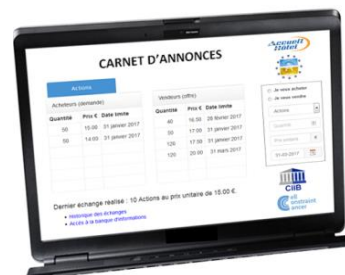 CARNET D'ANNONCES
Accueil
Hôtel
Actions
Acheteurs (demande)
Quantité Prix € Date limite
50 15.00 31 janvier 2017
50 14.00 31 janvier 2017
Vendeurs (offre)
Quantité Prix € Date limite
40 16.50 28 février 2017
50 17.00 31 janvier 2017
120 17.50 31 janvier 2017
120 20.00 31 mars 2017
Je veux acheter
Je veux vendre
Actions
Quantité
Prix unitaire
31-03-2017
CiiB
Dernier échange réalisé : 10 Actions au prix unitaire de 15.00 €.
Historique des échanges
Accès à la banque d'informations